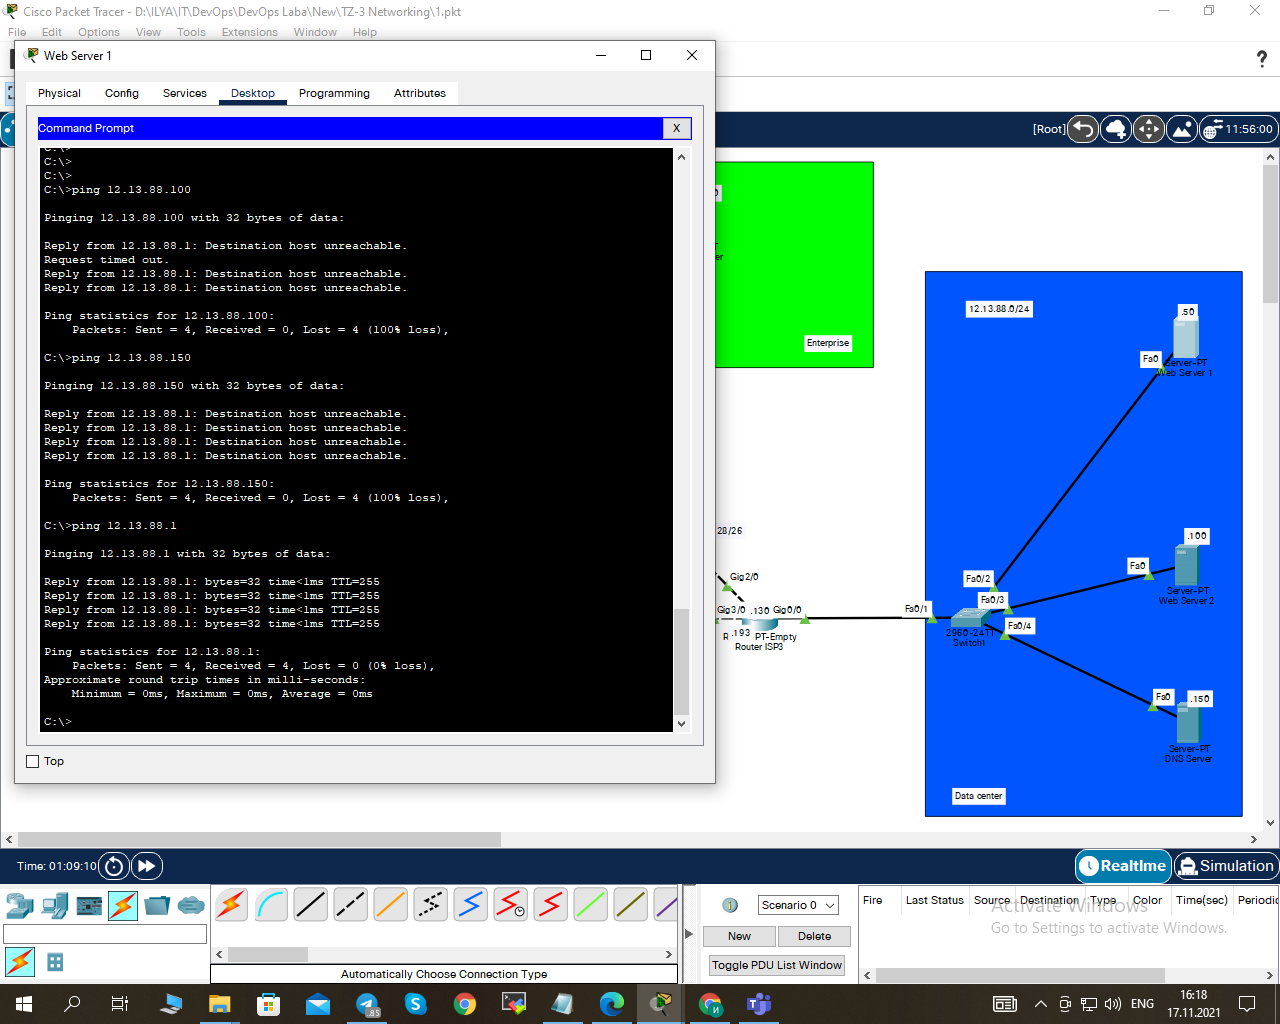 Cisco Packet Tracer - D:\ILYA\IT\DevOps\DevOps Laba\New\TZ-3 Networking\1.pkt
File Edit Options View Tools Extensions Window Help
Web Server 1
Physical Config Services Desktop Programming Attributes
Command Prompt X
C:\>
C:\>
C:\>
C:\>ping 12.13.88.100
Pinging 12.13.88.100 with 32 bytes of data:
Reply from 12.13.88.1: Destination host unreachable.
Request timed out.
Reply from 12.13.88.1: Destination host unreachable.
Reply from 12.13.88.1: Destination host unreachable.
Ping statistics for 12.13.88.100:
Packets: Sent = 4, Received = 0, Lost = 4 (100% loss),
C:\>ping 12.13.88.150
Pinging 12.13.88.150 with 32 bytes of data:
Reply from 12.13.88.1: Destination host unreachable.
Reply from 12.13.88.1: Destination host unreachable.
Reply from 12.13.88.1: Destination host unreachable.
Reply from 12.13.88.1: Destination host unreachable.
Ping statistics for 12.13.88.150:
Packets: Sent = 4, Received = 0, Lost = 4 (100% loss),
C:\>ping 12.13.88.1
Pinging 12.13.88.1 with 32 bytes of data:
Reply from 12.13.88.1: bytes=32 time<1ms TTL=255
Reply from 12.13.88.1: bytes=32 time<1ms TTL=255
Reply from 12.13.88.1: bytes=32 time<1ms TTL=255
Reply from 12.13.88.1: bytes=32 time<1ms TTL=255
Ping statistics for 12.13.88.1:
Packets: Sent = 4, Received = 4, Lost = 0 (0% loss),
Approximate round trip times in milli-seconds:
Minimum = 0ms, Maximum = 0ms, Average = 0ms
C:\>
Top
[Root] 11:56:00
Enterprise
12.13.88.0/24
.50
Fa0
Server-PT
Web Server 1
.100
Fa0
Server-PT
Web Server 2
28/26
Gig2/0
Gig3/0 .130 Gig0/0
.193 PT-Empty
Router ISP3
Fa0/1
Fa0/2
Fa0/3
Fa0/4
2960-24TT
Switch1
Fa0
.150
Server-PT
DNS Server
Data center
Time: 01:09:10
Realtime Simulation
Scenario 0
New Delete
Toggle PDU List Window
Fire Last Status Source Destination Type Color Time(sec) Periodic
Activate Windows
Go to Settings to activate Windows.
Automatically Choose Connection Type
.85
ENG
16:18
17.11.2021